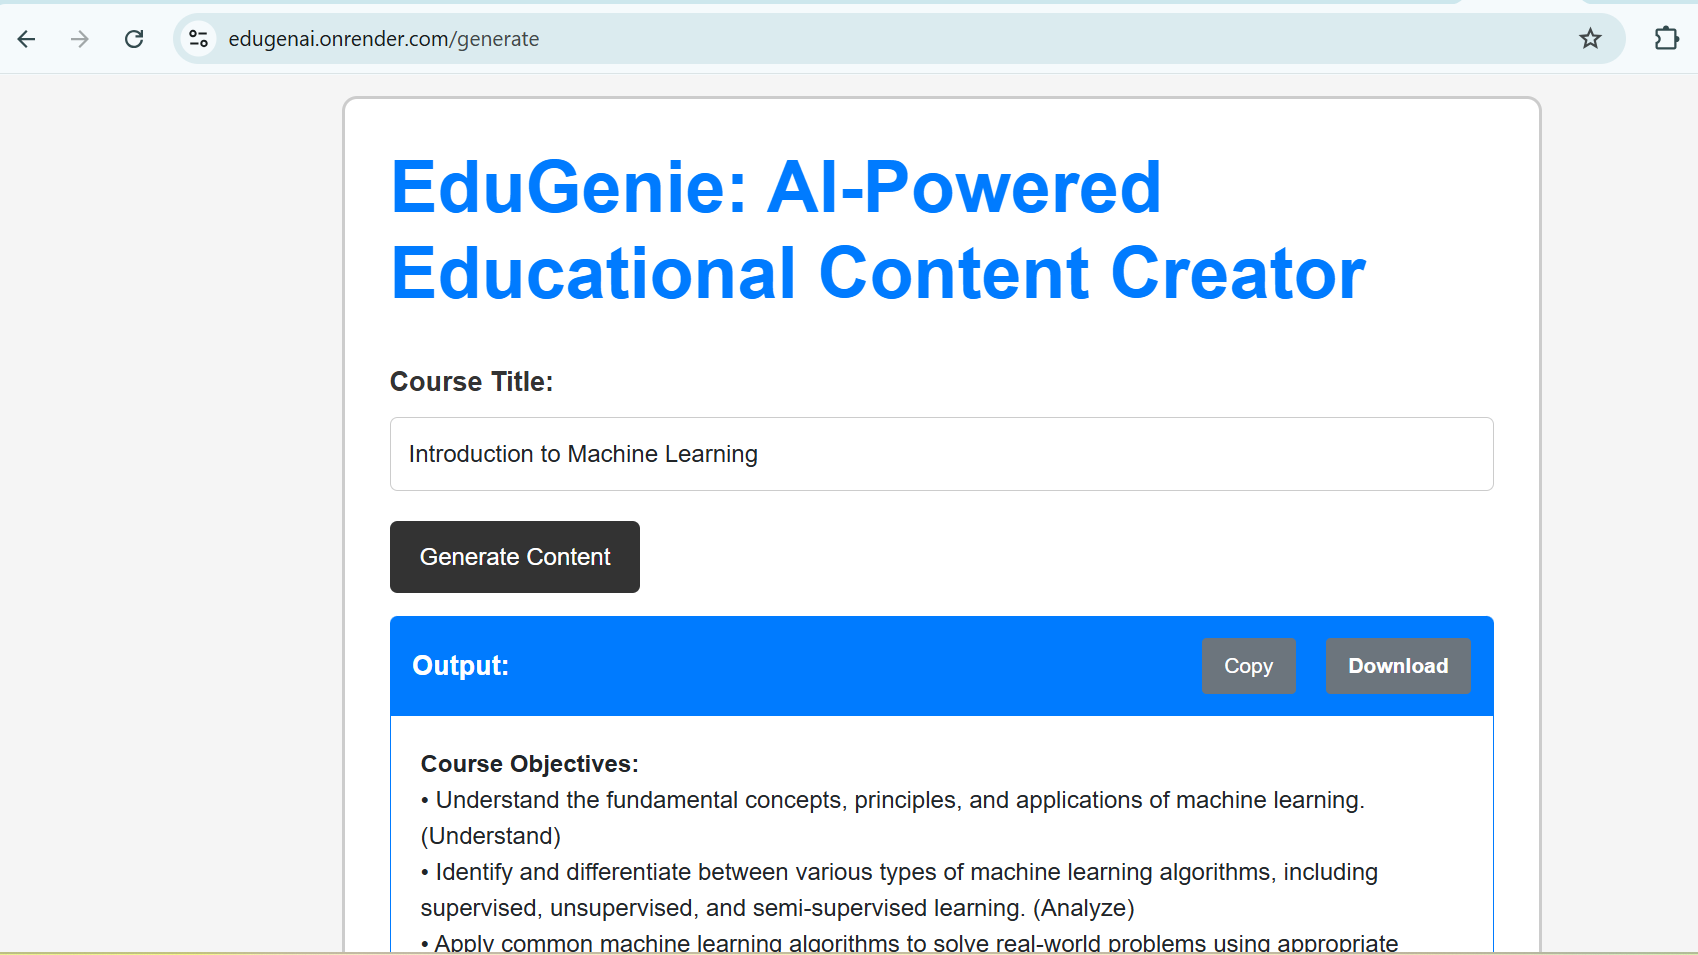 edugenai.onrender.com/generate
EduGenie: AI-Powered
Educational Content Creator
Course Title:
Introduction to Machine Learning
Generate Content
Output:
Copy
Download
Course Objectives:
• Understand the fundamental concepts, principles, and applications of machine learning.
(Understand)
• Identify and differentiate between various types of machine learning algorithms, including
supervised, unsupervised, and semi-supervised learning. (Analyze)
• Apply common machine learning algorithms to solve real-world problems using appropriate